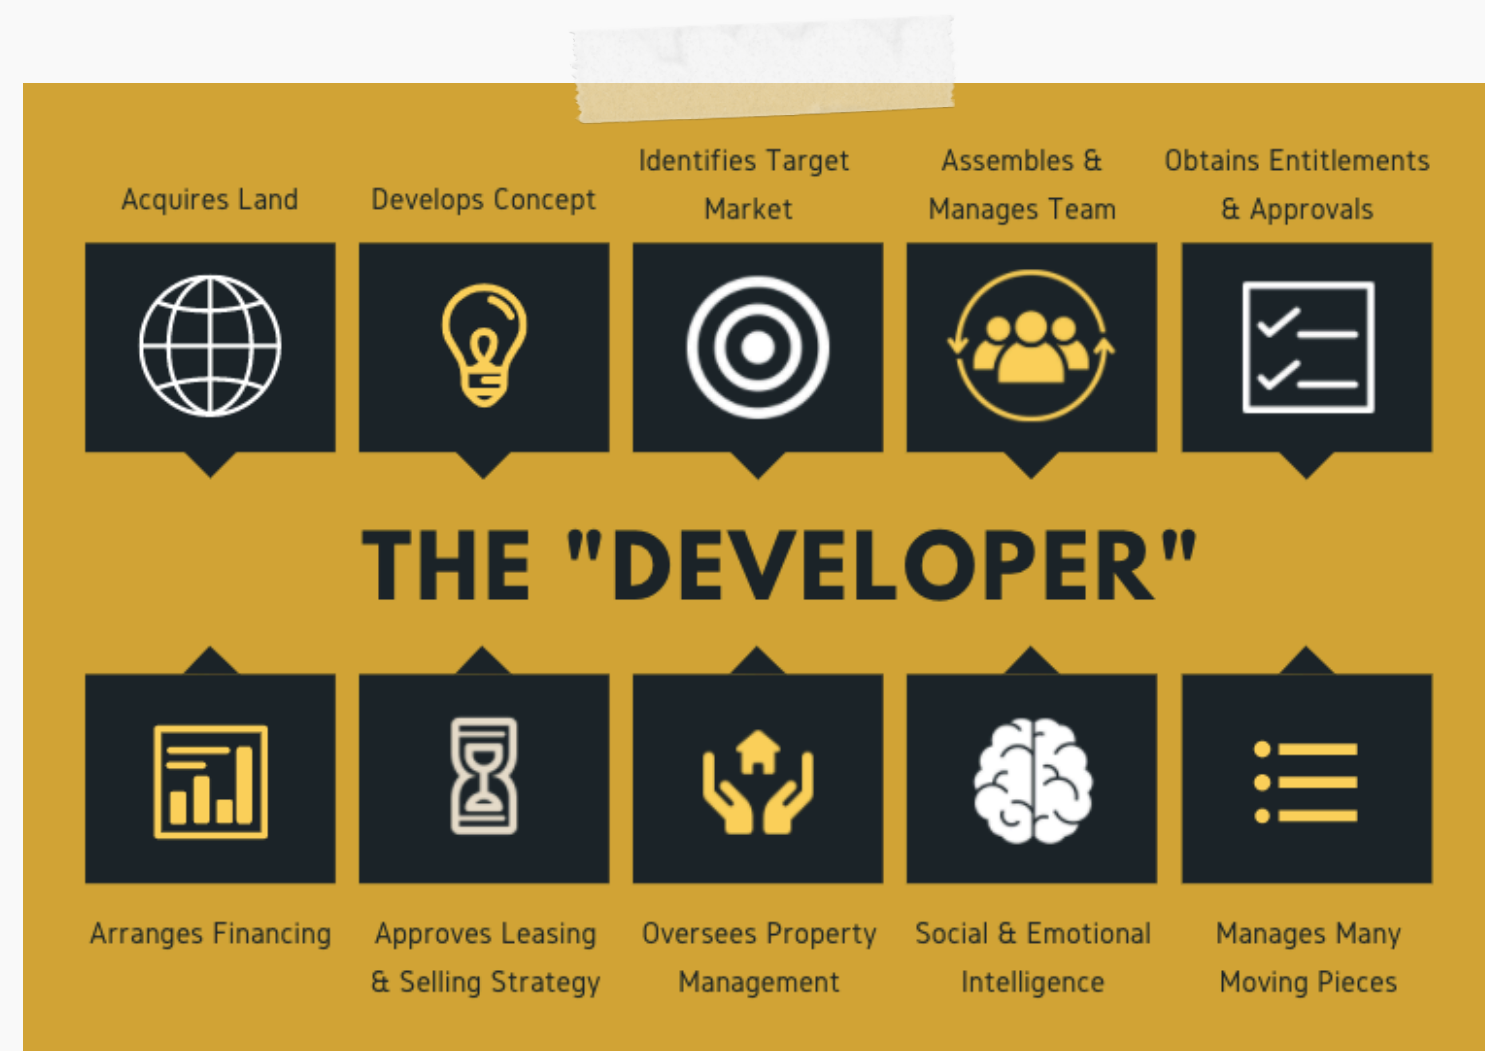 Acquires Land
Develops Concept
Identifies Target
Market
Assembles &
Manages Team
Obtains Entitlements
& Approvals
THE "DEVELOPER"
Arranges Financing
Approves Leasing
& Selling Strategy
Oversees Property
Management
Social & Emotional
Intelligence
Manages Many
Moving Pieces